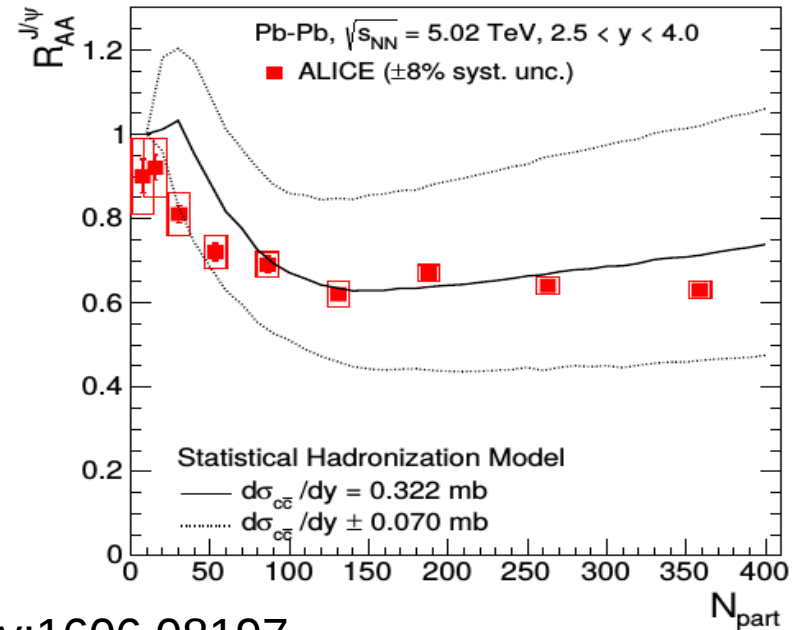 R_AA^J/ψ
Pb-Pb, √s_NN = 5.02 TeV, 2.5 < y < 4.0
ALICE (±8% syst. unc.)
1.2
1
0.8
0.6
0.4
0.2
0
Statistical Hadronization Model
dσ_cc̅ /dy = 0.322 mb
dσ_cc̅ /dy ± 0.070 mb
0 50 100 150 200 250 300 350 400
N_part